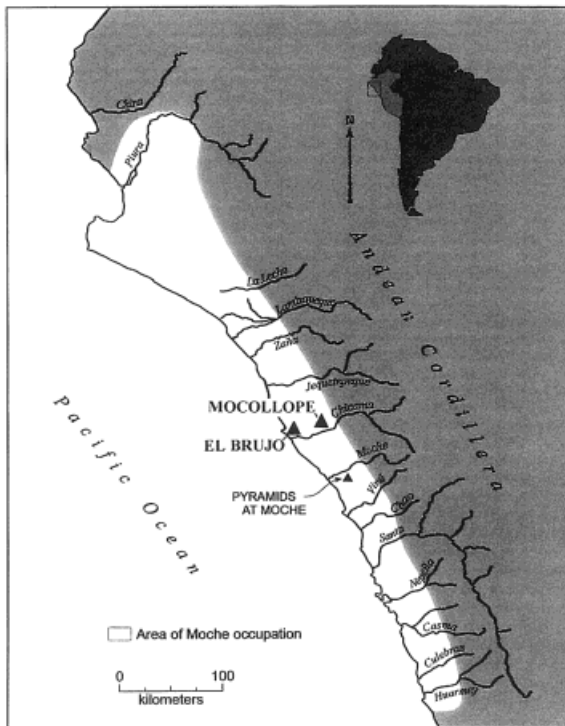 Chira
Piura
N
Andean Cordillera
La Leche
Lambayeque
Zaña
Jequetepeque
MOCOLLOPE
Chicama
EL BRUJO
Moche
PYRAMIDS
AT MOCHE
Virú
Chao
Santa
Pacific Ocean
Nepeña
Casma
Culebras
Huarmey
Area of Moche occupation
0 100
kilometers